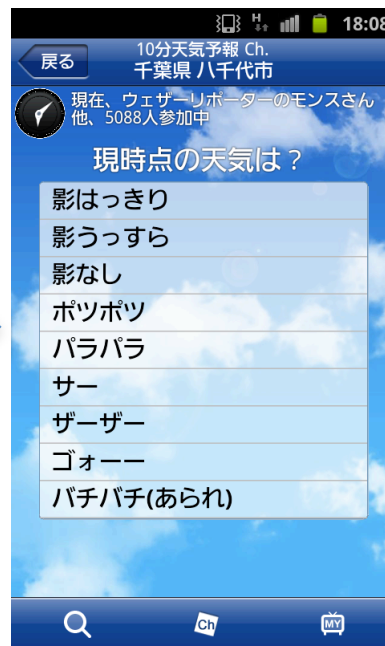 H
18:08
戻る
10分天気予報 Ch.
千葉県 八千代市
現在、ウェザーリポーターのモンスさん
他、5088人参加中
現時点の天気は？
影はっきり
影うっすら
影なし
ポツポツ
パラパラ
サー
ザーザー
ゴォーー
バチバチ(あられ)
Ch
MY